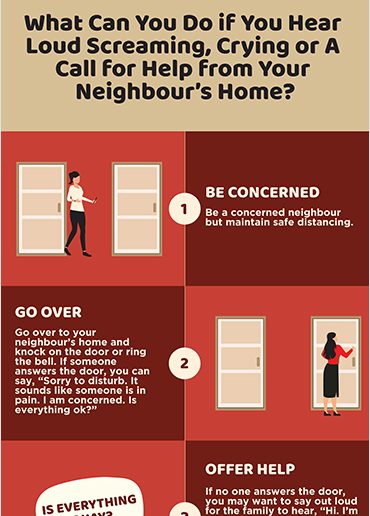 What Can You Do if You Hear
Loud Screaming, Crying or A
Call for Help from Your
Neighbour's Home?
1
BE CONCERNED
Be a concerned neighbour
but maintain safe distancing.
GO OVER
Go over to your
neighbour's home and
knock on the door or ring
the bell. If someone
answers the door, you can
say, "Sorry to disturb. It
sounds like someone is in
pain. I am concerned. Is
everything ok?"
2
OFFER HELP
If no one answers the door,
you may want to say out loud
for the family to hear, "Hi. I'm
IS EVERYTHING
OKAY?
3